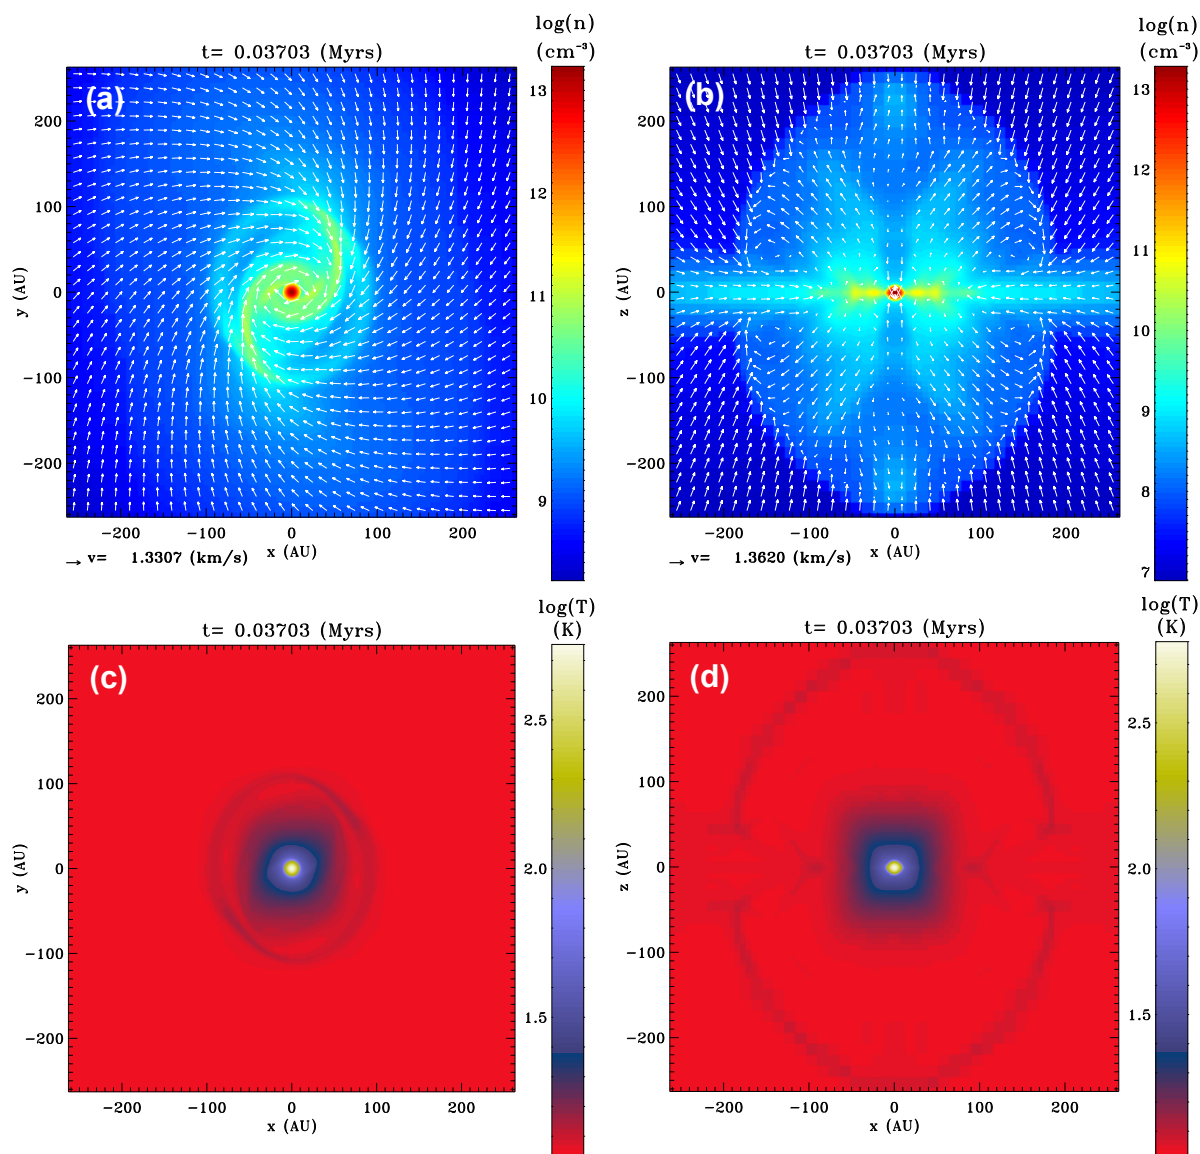 log(n)
(cm⁻³)
t= 0.03703 (Myrs)
(a)
13
12
11
10
9
200
100
0
−100
−200
y (AU)
−200 −100 0 100 200
x (AU)
→ v= 1.3307 (km/s)
log(n)
(cm⁻³)
t= 0.03703 (Myrs)
(b)
13
12
11
10
9
8
7
200
100
0
−100
−200
z (AU)
−200 −100 0 100 200
x (AU)
→ v= 1.3620 (km/s)
log(T)
(K)
t= 0.03703 (Myrs)
(c)
2.5
2.0
1.5
200
100
0
−100
−200
y (AU)
−200 −100 0 100 200
x (AU)
log(T)
(K)
t= 0.03703 (Myrs)
(d)
2.5
2.0
1.5
200
100
0
−100
−200
z (AU)
−200 −100 0 100 200
x (AU)